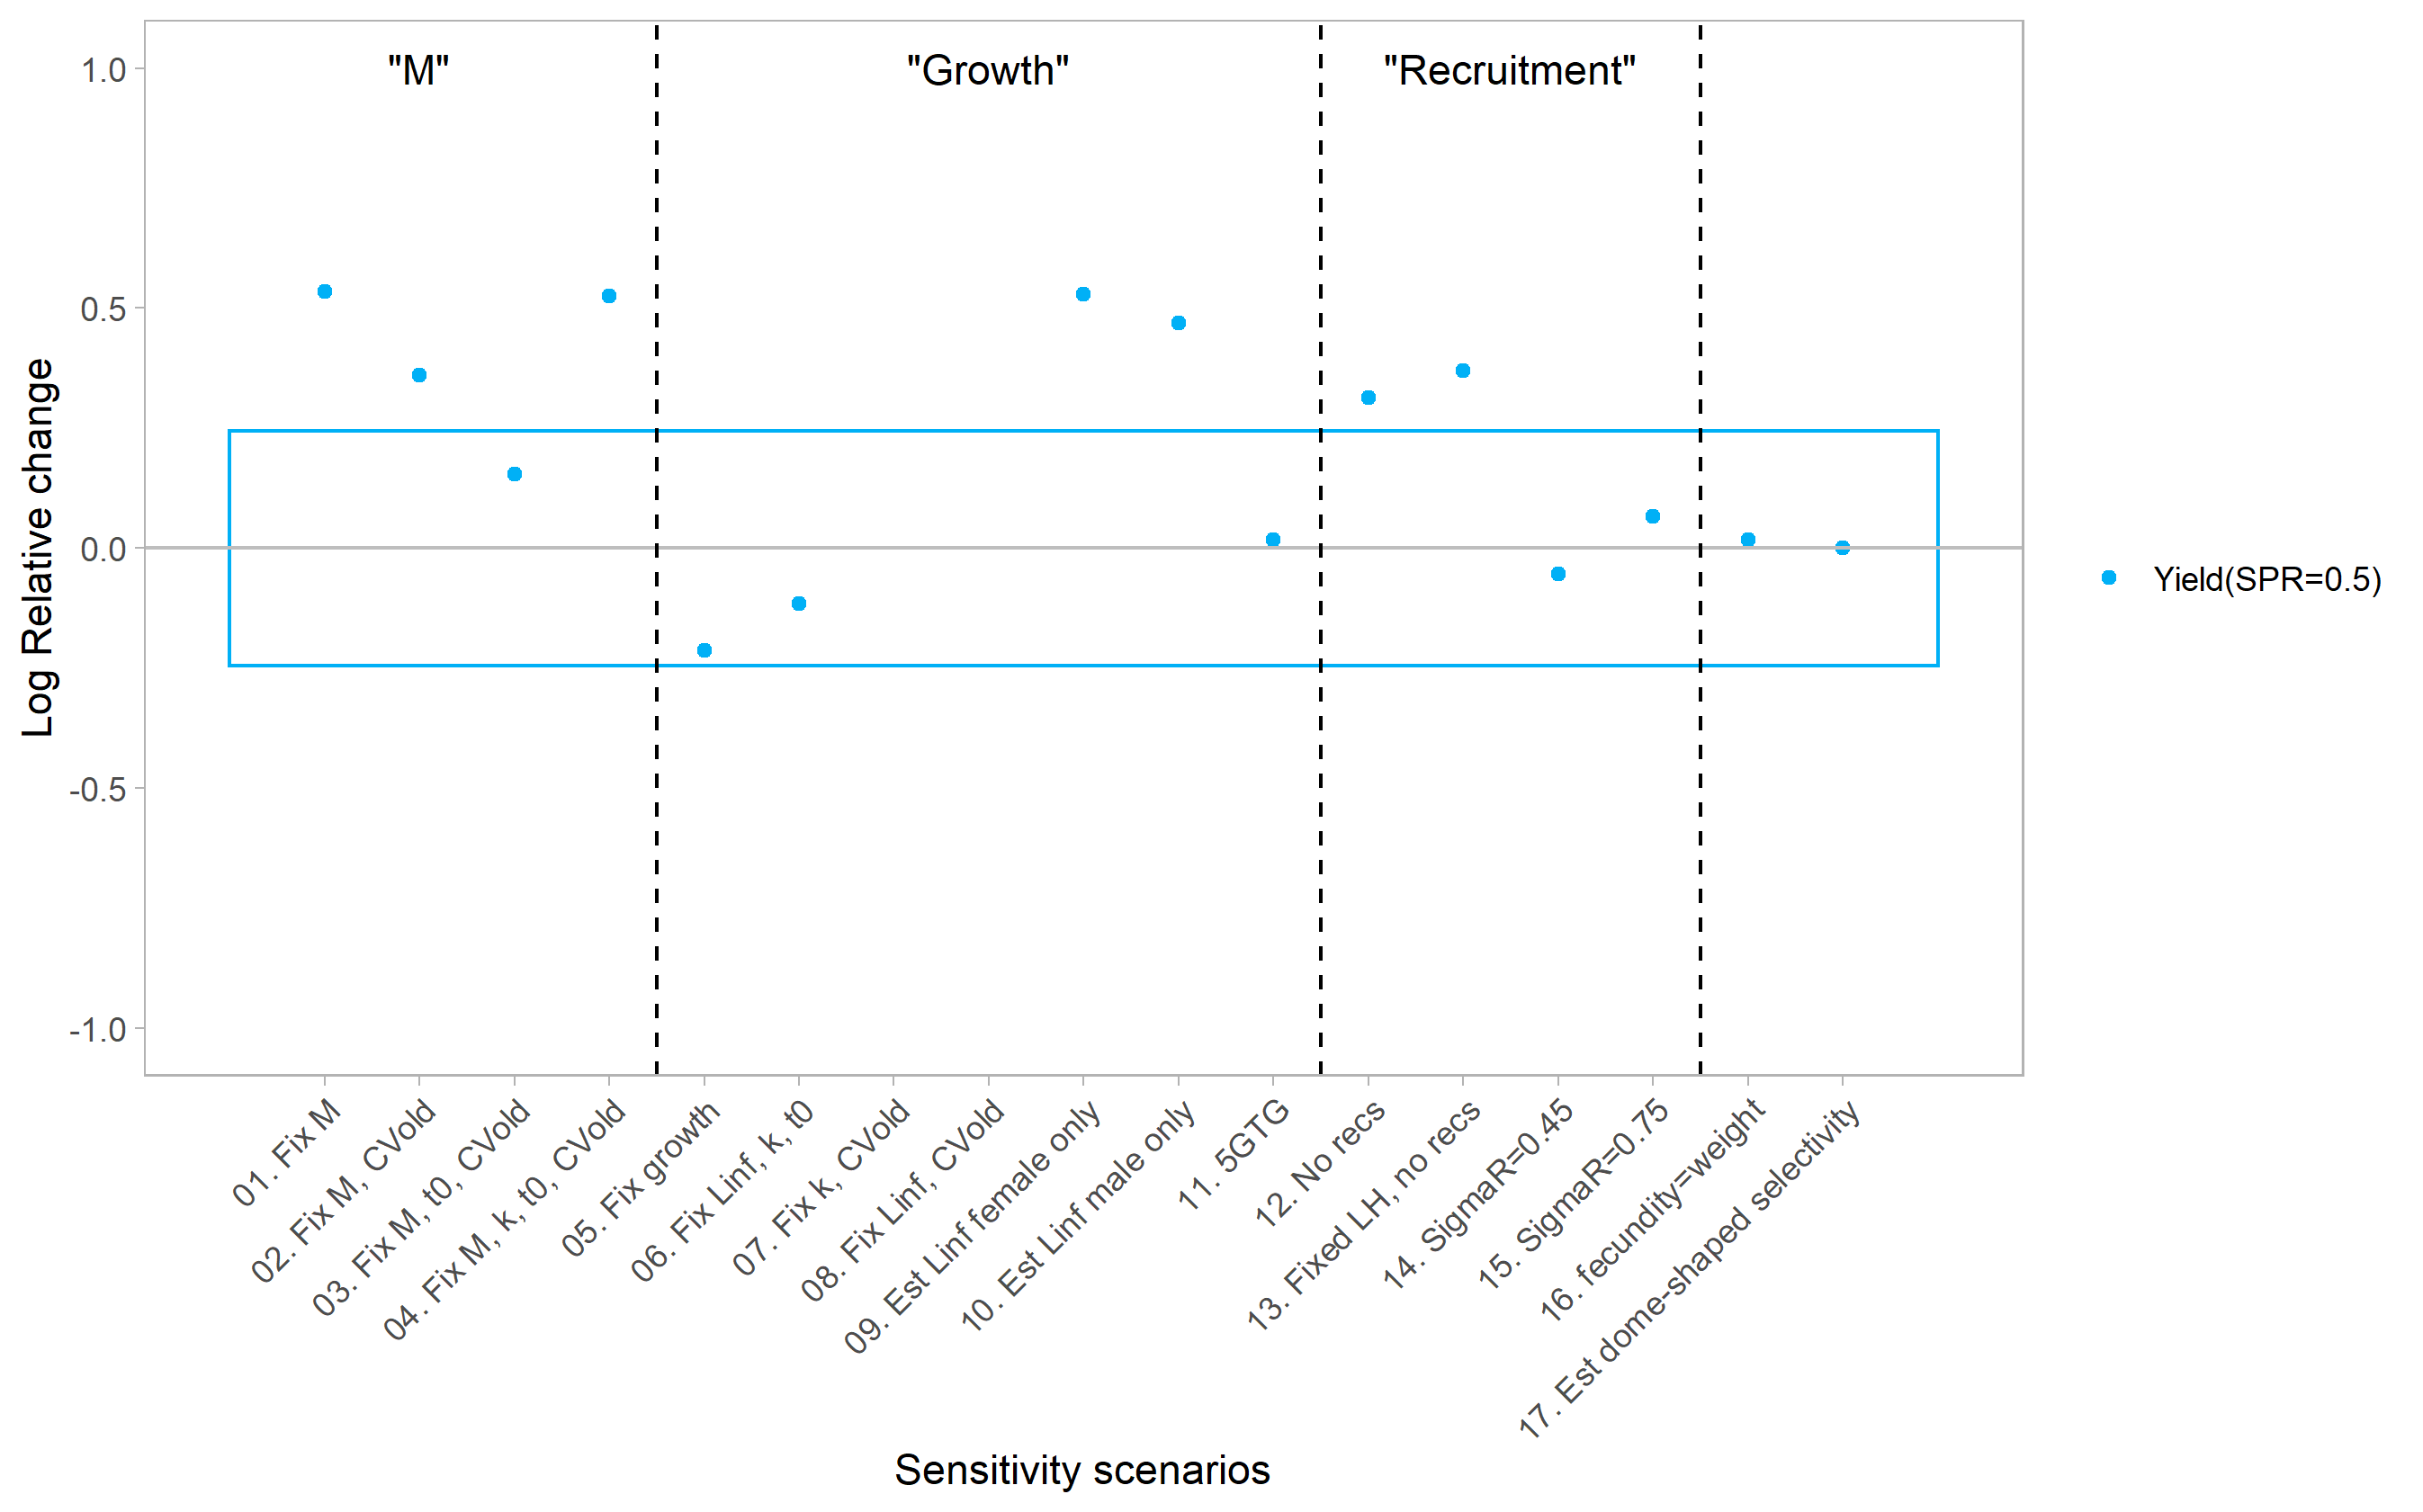 "M"
"Growth"
"Recruitment"
1.0
0.5
0.0
-0.5
-1.0
Log Relative change
01. Fix M
02. Fix M, CVold
03. Fix M, t0, CVold
04. Fix M, k, t0, CVold
05. Fix growth
06. Fix Linf, k, t0
07. Fix k, CVold
08. Fix Linf, CVold
09. Est Linf female only
10. Est Linf male only
11. 5GTG
12. No recs
13. Fixed LH, no recs
14. SigmaR=0.45
15. SigmaR=0.75
16. fecundity=weight
17. Est dome-shaped selectivity
Sensitivity scenarios
Yield(SPR=0.5)